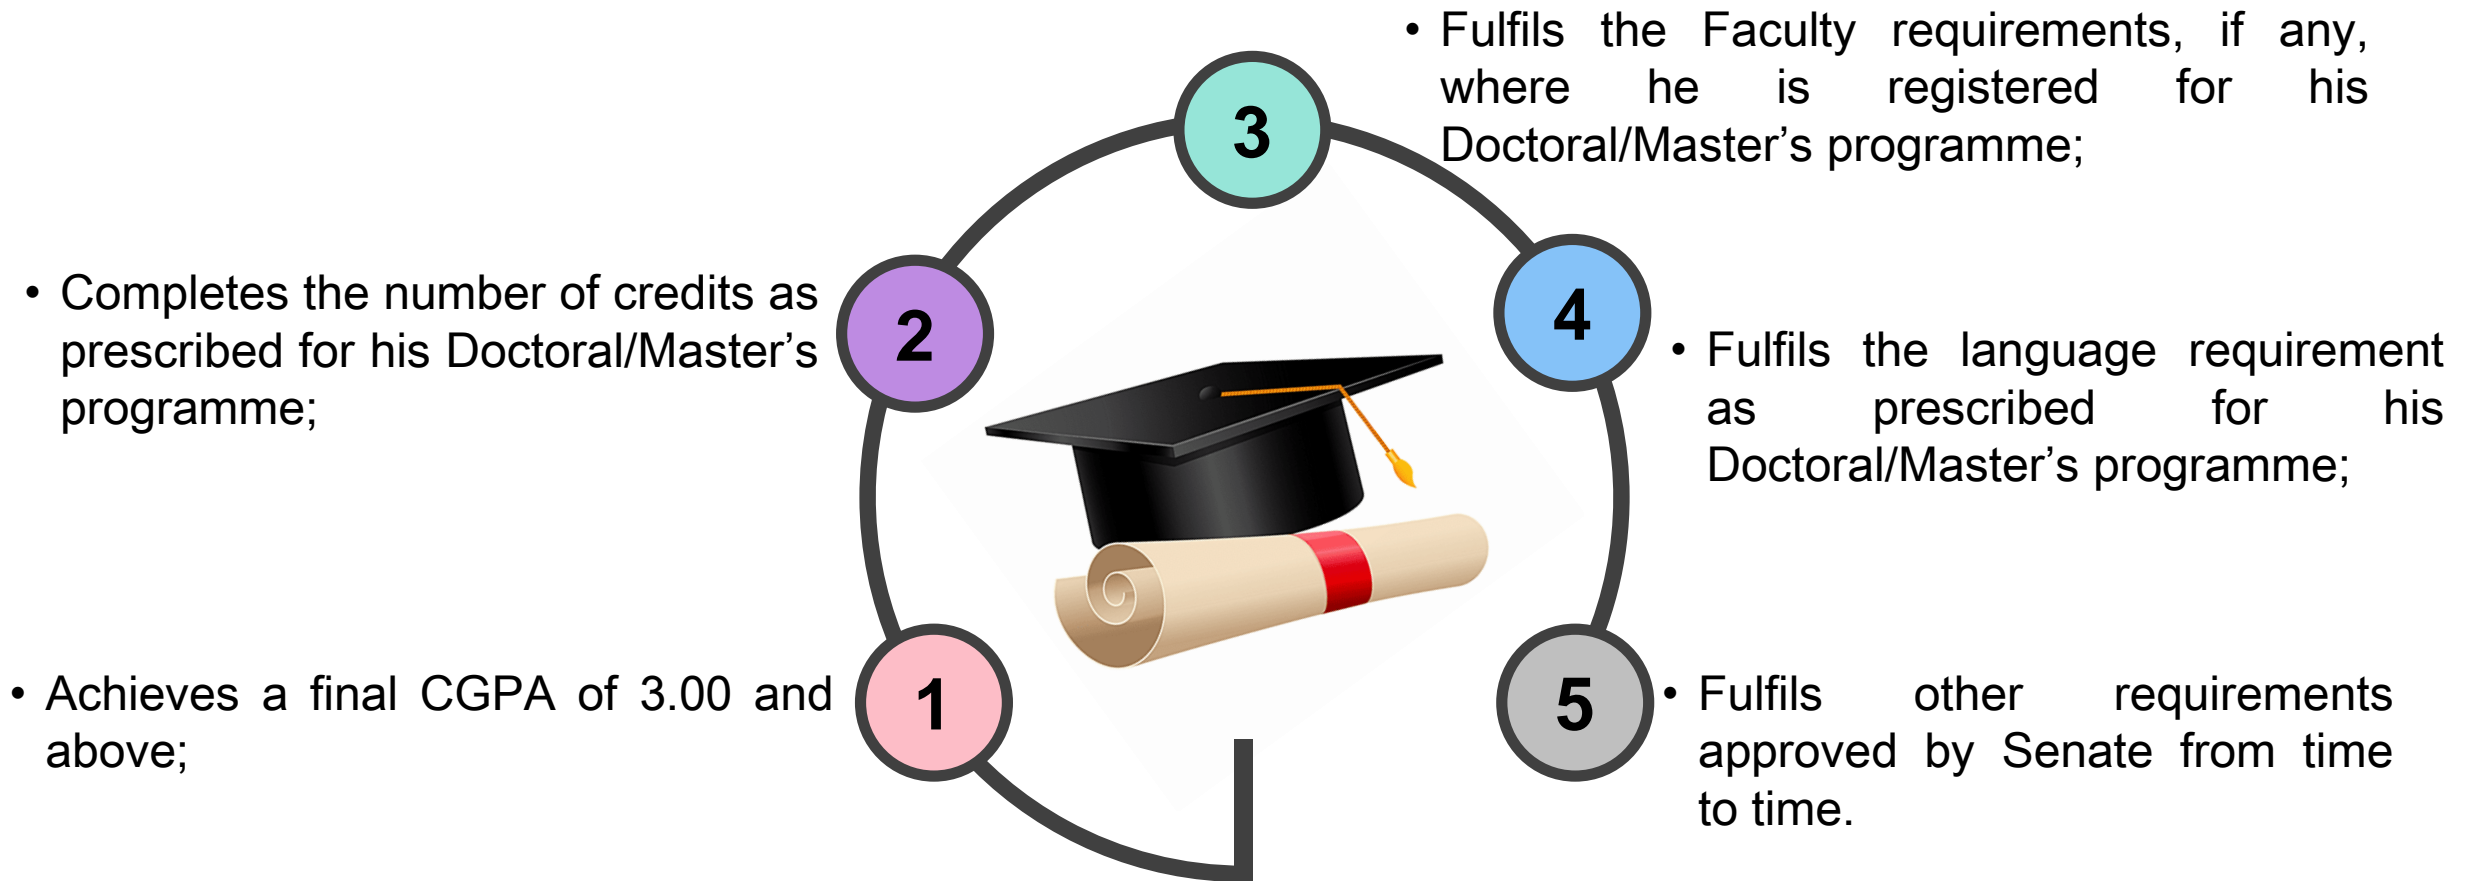 1
• Achieves a final CGPA of 3.00 and
above;
2
• Completes the number of credits as
prescribed for his Doctoral/Master’s
programme;
3
• Fulfils the Faculty requirements, if any,
where he is registered for his
Doctoral/Master’s programme;
4
• Fulfils the language requirement
as prescribed for his
Doctoral/Master’s programme;
5
• Fulfils other requirements
approved by Senate from time
to time.